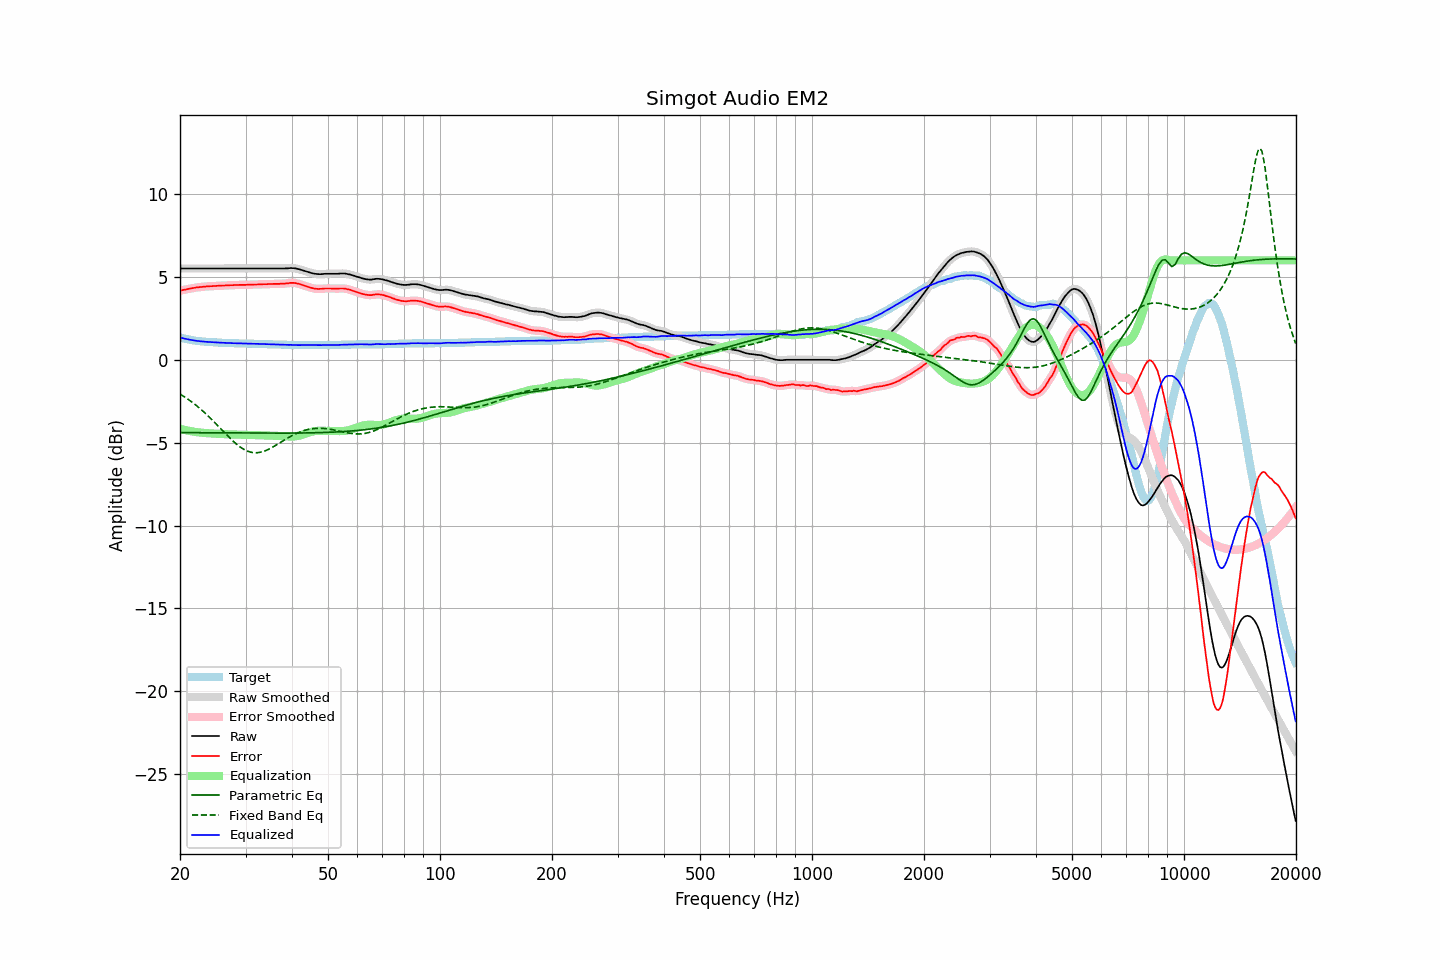 Simgot Audio EM2
Amplitude (dBr)
10
5
0
−5
−10
−15
−20
−25
Target
Raw Smoothed
Error Smoothed
Raw
Error
Equalization
Parametric Eq
Fixed Band Eq
Equalized
20 50 100 200 500 1000 2000 5000 10000 20000
Frequency (Hz)